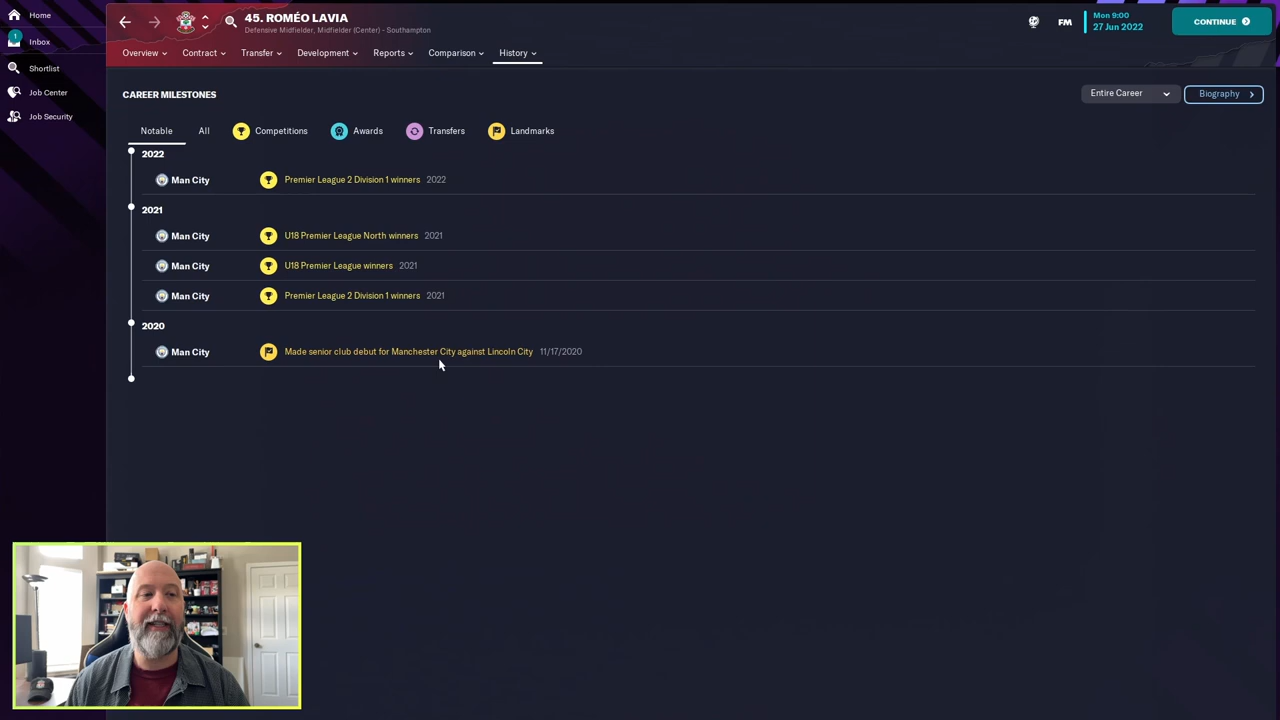 Home
1
Inbox
Shortlist
Job Center
Job Security
45. ROMÉO LAVIA
Defensive Midfielder, Midfielder (Center) - Southampton
FM
Mon 9:00
27 Jun 2022
CONTINUE
Overview
Contract
Transfer
Development
Reports
Comparison
History
CAREER MILESTONES
Entire Career
Biography
Notable
All
Competitions
Awards
Transfers
Landmarks
2022
Man City Premier League 2 Division 1 winners 2022
2021
Man City U18 Premier League North winners 2021
Man City U18 Premier League winners 2021
Man City Premier League 2 Division 1 winners 2021
2020
Man City Made senior club debut for Manchester City against Lincoln City 11/17/2020